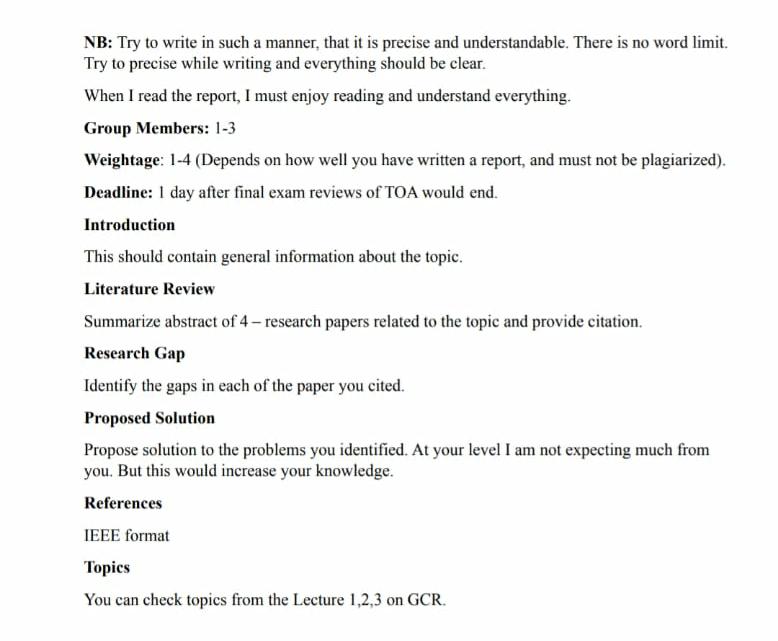 NB: Try to write in such a manner, that it is precise and understandable. There is no word limit.
Try to precise while writing and everything should be clear.
When I read the report, I must enjoy reading and understand everything.
Group Members: 1-3
Weightage: 1-4 (Depends on how well you have written a report, and must not be plagiarized).
Deadline: 1 day after final exam reviews of TOA would end.
Introduction
This should contain general information about the topic.
Literature Review
Summarize abstract of 4 – research papers related to the topic and provide citation.
Research Gap
Identify the gaps in each of the paper you cited.
Proposed Solution
Propose solution to the problems you identified. At your level I am not expecting much from
you. But this would increase your knowledge.
References
IEEE format
Topics
You can check topics from the Lecture 1,2,3 on GCR.